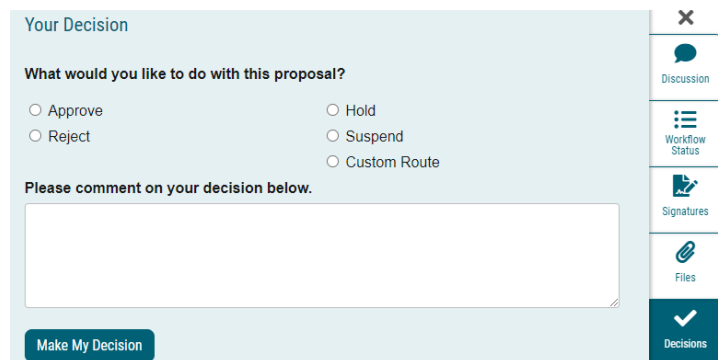 Your Decision
What would you like to do with this proposal?
Approve
Reject
Hold
Suspend
Custom Route
Please comment on your decision below.
Make My Decision
Discussion
Workflow
Status
Signatures
Files
Decisions